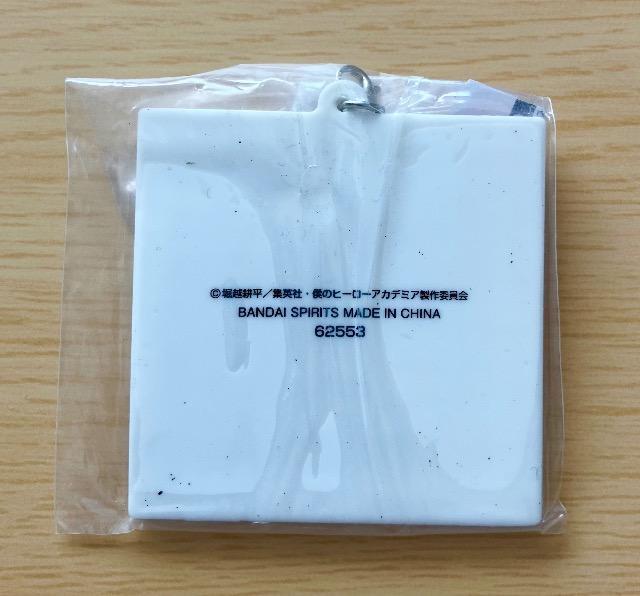 ©堀越耕平／集英社・僕のヒーローアカデミア製作委員会
BANDAI SPIRITS MADE IN CHINA
62553